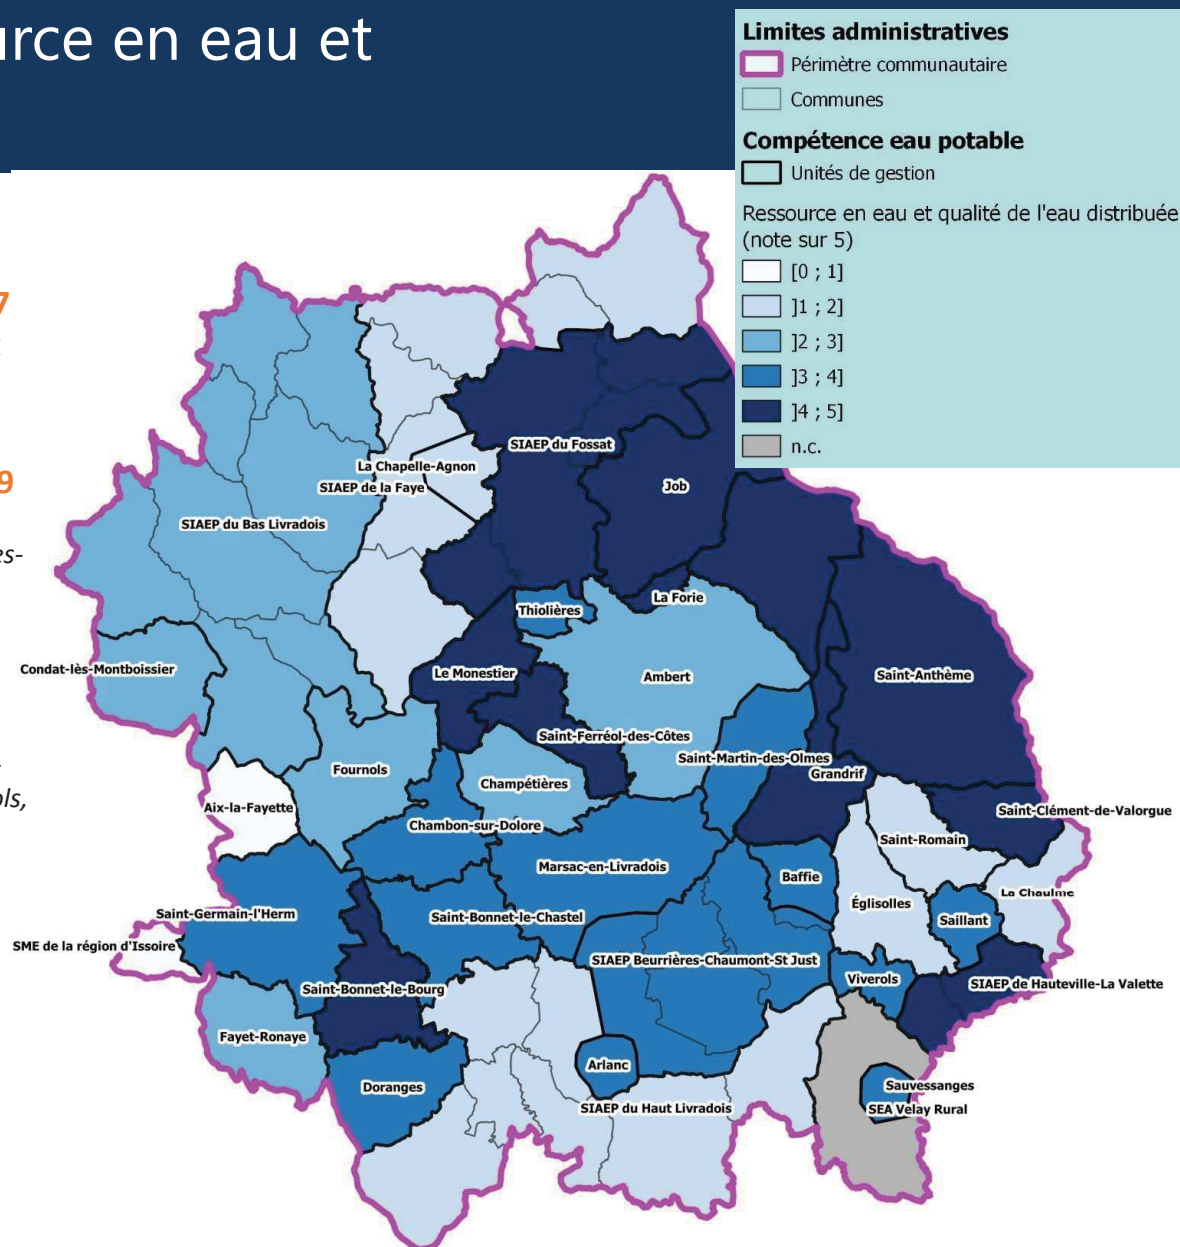 urce en eau et
Limites administratives
Périmètre communautaire
Communes
Compétence eau potable
Unités de gestion
Ressource en eau et qualité de l'eau distribuée
(note sur 5)
[0 ; 1]
]1 ; 2]
]2 ; 3]
]3 ; 4]
]4 ; 5]
n.c.
7
9
es-
ols,
SIAEP du Fossat
La Chapelle-Agnon
SIAEP de la Faye
Job
SIAEP du Bas Livradois
Thiolières
La Forie
Condat-lès-Montboissier
Le Monestier
Ambert
Saint-Anthème
Saint-Ferréol-des-Côtes
Saint-Martin-des-Olmes
Fournols
Champétières
Grandrif
Aix-la-Fayette
Saint-Clément-de-Valorgue
Chambon-sur-Dolore
Saint-Romain
Marsac-en-Livradois
Baffie
La Chaulme
Églisolles
Saint-Germain-l'Herm
Saint-Bonnet-le-Chastel
Saillant
SME de la région d'Issoire
SIAEP Beurrières-Chaumont-St Just
Viverols
SIAEP de Hauteville-La Valette
Saint-Bonnet-le-Bourg
Fayet-Ronaye
Arlanc
Doranges
Sauvessanges
SIAEP du Haut Livradois
SEA Velay Rural